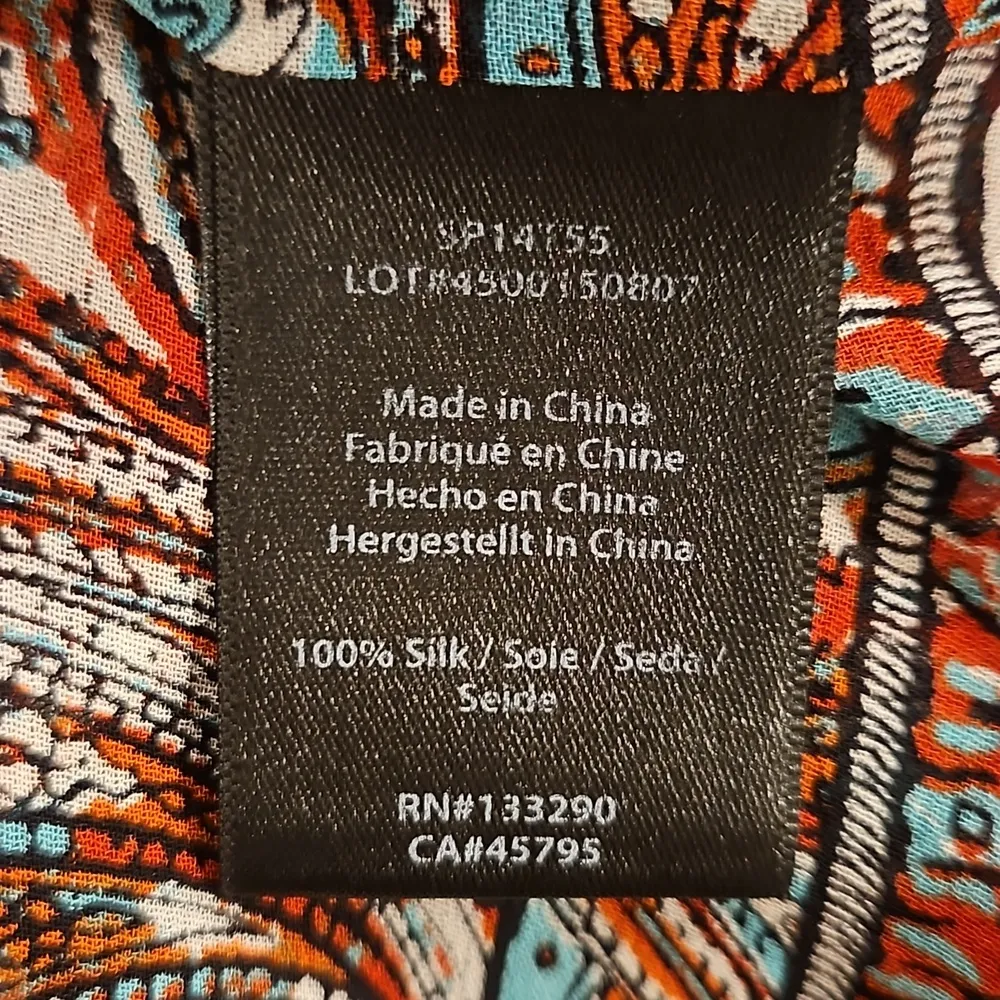 SP14T55
LOT#4500150807
Made in China
Fabriqué en Chine
Hecho en China
Hergestellt in China
100% Silk / Soie / Seda /
Seide
RN#133290
CA#45795